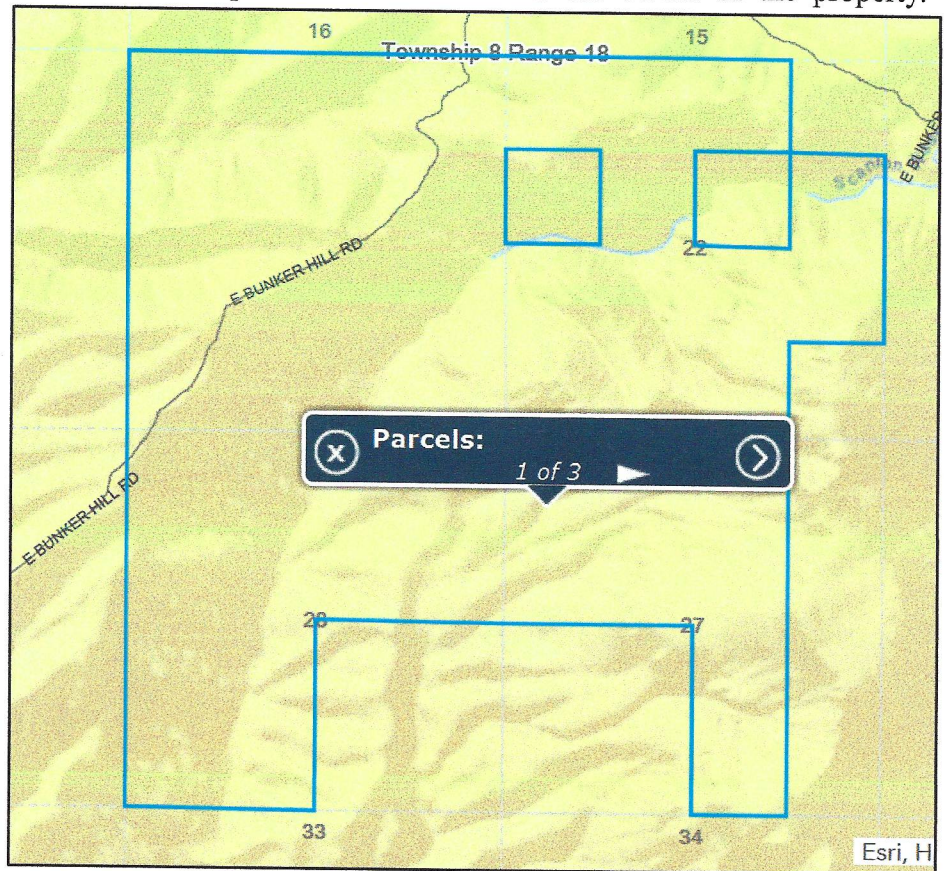 the property.
16
15
Township 8 Range 18
E BUNKER
Scanlon
22
E BUNKER HILL RD
Parcels:
1 of 3
E BUNKER HILL RD
28
27
33
34
Esri, H